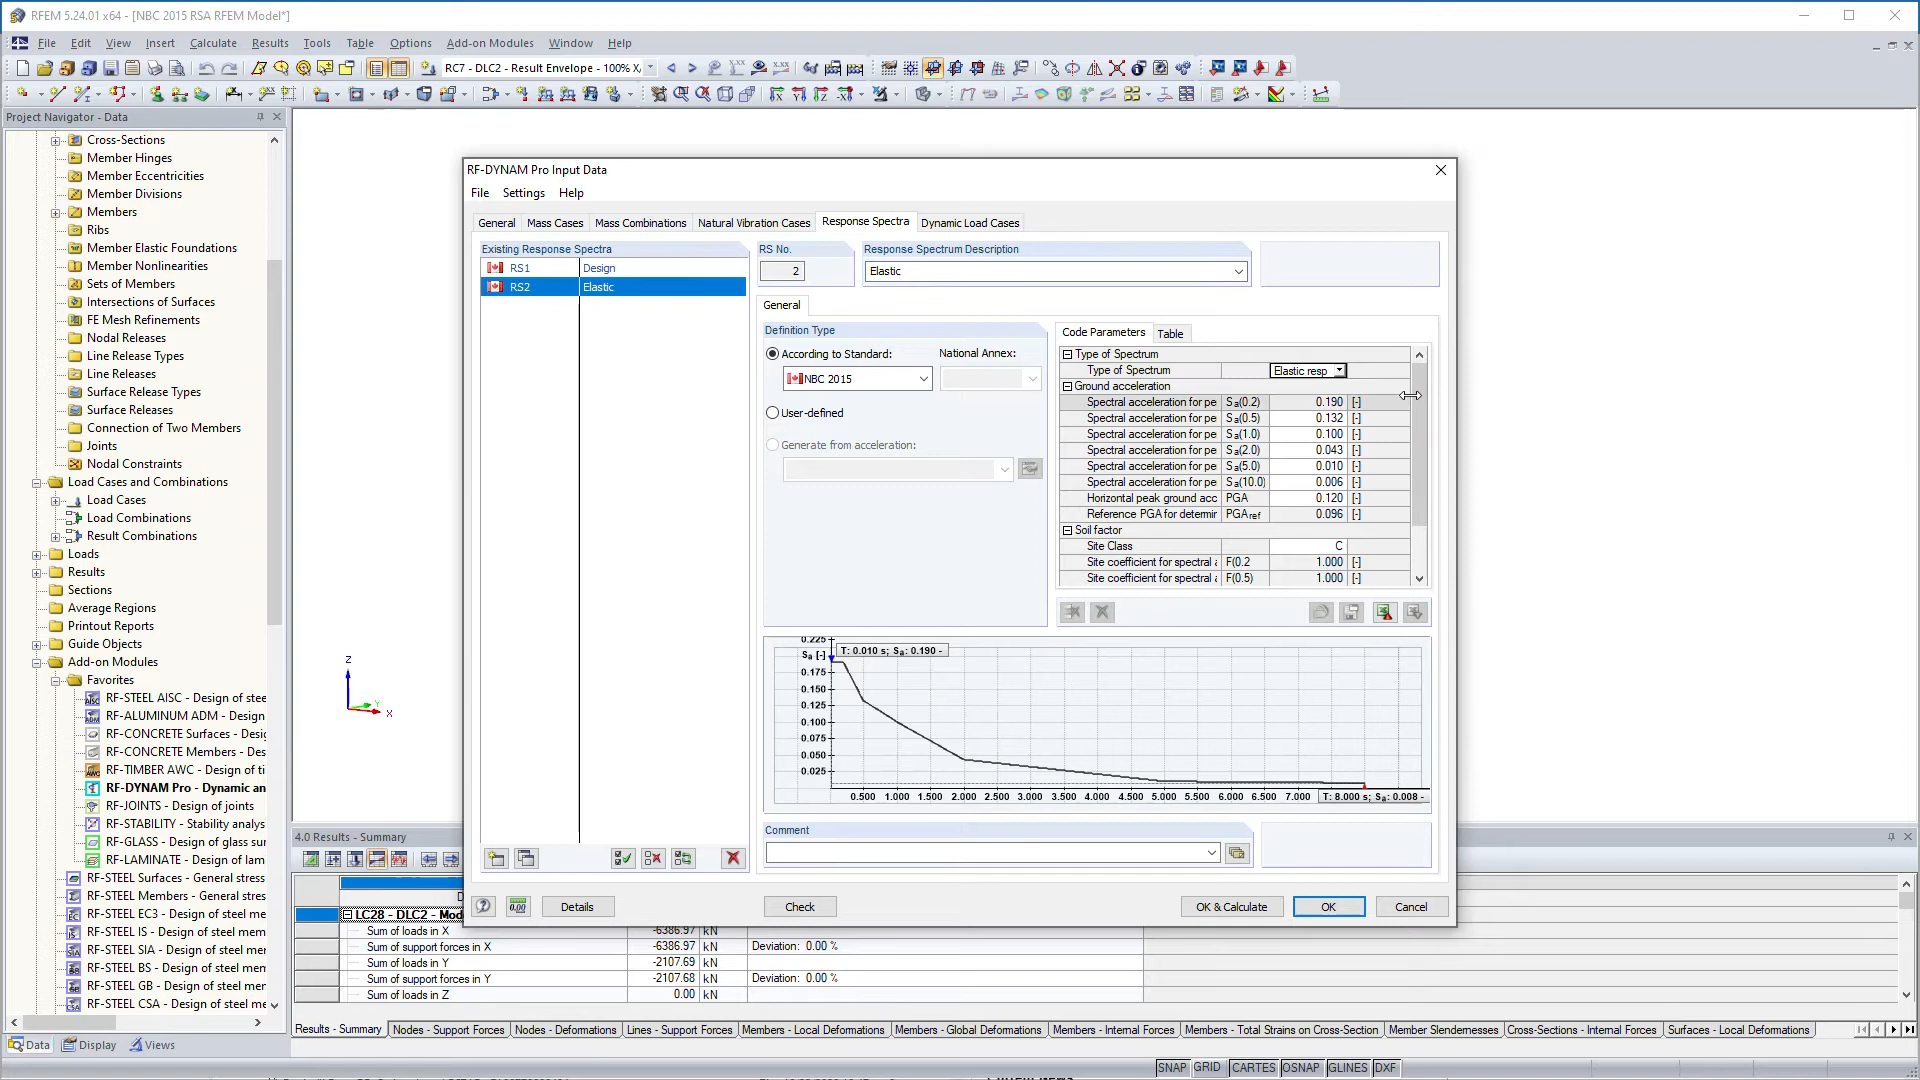 RFEM 5.24.01 x64 - [NBC 2015 RSA RFEM Model*]
File Edit View Insert Calculate Results Tools Table Options Add-on Modules Window Help
RC7 - DLC2 - Result Envelope - 100% X/
Project Navigator - Data
Cross-Sections
Member Hinges
Member Eccentricities
Member Divisions
Members
Ribs
Member Elastic Foundations
Member Nonlinearities
Sets of Members
Intersections of Surfaces
FE Mesh Refinements
Nodal Releases
Line Release Types
Line Releases
Surface Release Types
Surface Releases
Connection of Two Members
Joints
Nodal Constraints
Load Cases and Combinations
Load Cases
Load Combinations
Result Combinations
Loads
Results
Sections
Average Regions
Printout Reports
Guide Objects
Add-on Modules
Favorites
RF-STEEL AISC - Design of stee
RF-ALUMINUM ADM - Design
RF-CONCRETE Surfaces - Desig
RF-CONCRETE Members - Des
RF-TIMBER AWC - Design of ti
RF-DYNAM Pro - Dynamic an
RF-JOINTS - Design of joints
RF-STABILITY - Stability analys
RF-GLASS - Design of glass sur
RF-LAMINATE - Design of lam
RF-STEEL Surfaces - General stress
RF-STEEL Members - General stress
RF-STEEL EC3 - Design of steel mem
RF-STEEL IS - Design of steel mem
RF-STEEL SIA - Design of steel mem
RF-STEEL BS - Design of steel mem
RF-STEEL GB - Design of steel mem
RF-STEEL CSA - Design of steel me
Data Display Views
Z
Y
X
RF-DYNAM Pro Input Data
File Settings Help
General Mass Cases Mass Combinations Natural Vibration Cases Response Spectra Dynamic Load Cases
Existing Response Spectra
RS1 Design
RS2 Elastic
RS No.
2
Response Spectrum Description
Elastic
General
Definition Type
According to Standard: National Annex:
NBC 2015
User-defined
Generate from acceleration:
Code Parameters Table
Type of Spectrum
Type of Spectrum Elastic resp
Ground acceleration
Spectral acceleration for pe Sa(0.2) 0.190 [-]
Spectral acceleration for pe Sa(0.5) 0.132 [-]
Spectral acceleration for pe Sa(1.0) 0.100 [-]
Spectral acceleration for pe Sa(2.0) 0.043 [-]
Spectral acceleration for pe Sa(5.0) 0.010 [-]
Spectral acceleration for pe Sa(10.0) 0.006 [-]
Horizontal peak ground acc PGA 0.120 [-]
Reference PGA for determir PGAref 0.096 [-]
Soil factor
Site Class C
Site coefficient for spectral a F(0.2 1.000 [-]
Site coefficient for spectral a F(0.5) 1.000 [-]
0.225
Sa [-]
T: 0.010 s; Sa: 0.190 -
0.175
0.150
0.125
0.100
0.075
0.050
0.025
0.500 1.000 1.500 2.000 2.500 3.000 3.500 4.000 4.500 5.000 5.500 6.000 6.500 7.000 T: 8.000 s; Sa: 0.008 -
Comment
0.00
Details Check OK & Calculate OK Cancel
4.0 Results - Summary
LC28 - DLC2 - Mod
Sum of loads in X -6386.97 kN
Sum of support forces in X -6386.97 kN Deviation: 0.00 %
Sum of loads in Y -2107.69 kN
Sum of support forces in Y -2107.68 kN Deviation: 0.00 %
Sum of loads in Z 0.00 kN
Results - Summary Nodes - Support Forces Nodes - Deformations Lines - Support Forces Members - Local Deformations Members - Global Deformations Members - Internal Forces Members - Total Strains on Cross-Section Member Slendernesses Cross-Sections - Internal Forces Surfaces - Local Deformations
SNAP GRID CARTES OSNAP GLINES DXF